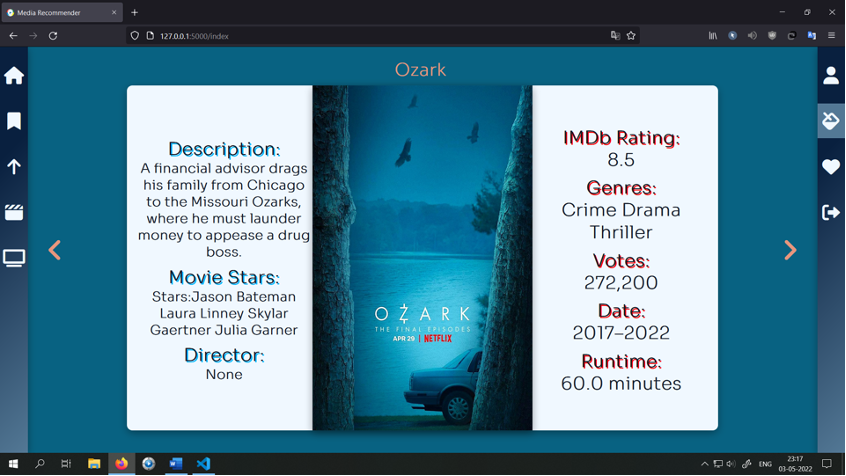 Media Recommender
127.0.0.1:5000/index
Ozark
Description:
A financial advisor drags
his family from Chicago
to the Missouri Ozarks,
where he must launder
money to appease a drug
boss.
Movie Stars:
Stars:Jason Bateman
Laura Linney Skylar
Gaertner Julia Garner
Director:
None
OZARK
THE FINAL EPISODES
APR 29 | NETFLIX
IMDb Rating:
8.5
Genres:
Crime Drama
Thriller
Votes:
272,200
Date:
2017–2022
Runtime:
60.0 minutes
ENG
23:17
03-05-2022